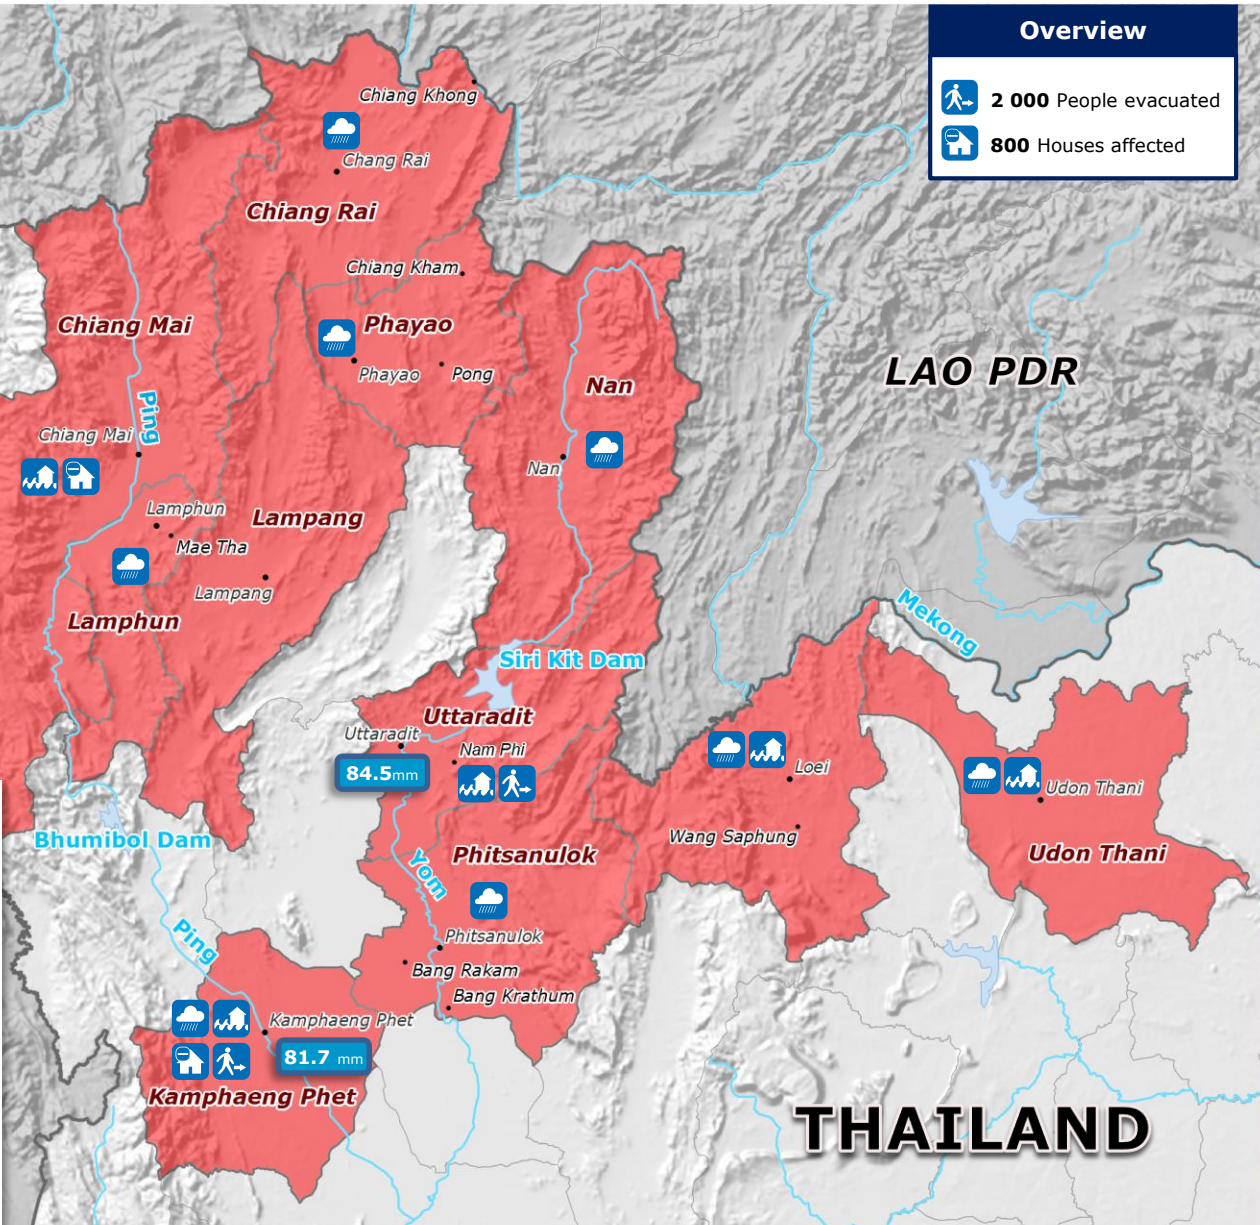 Overview
2 000 People evacuated
800 Houses affected
Chiang Khong
Chang Rai
Chiang Rai
Chiang Kham
Chiang Mai
Phayao
Phayao
Pong
Nan
LAO PDR
Ping
Chiang Mai
Nan
Lamphun
Lampang
Mae Tha
Lampang
Lamphun
Mekong
Siri Kit Dam
Uttaradit
Uttaradit
Nam Phi
84.5mm
Loei
Udon Thani
Bhumibol Dam
Wang Saphung
Phitsanulok
Udon Thani
Yom
Ping
Phitsanulok
Bang Rakam
Bang Krathum
Kamphaeng Phet
81.7 mm
Kamphaeng Phet
THAILAND